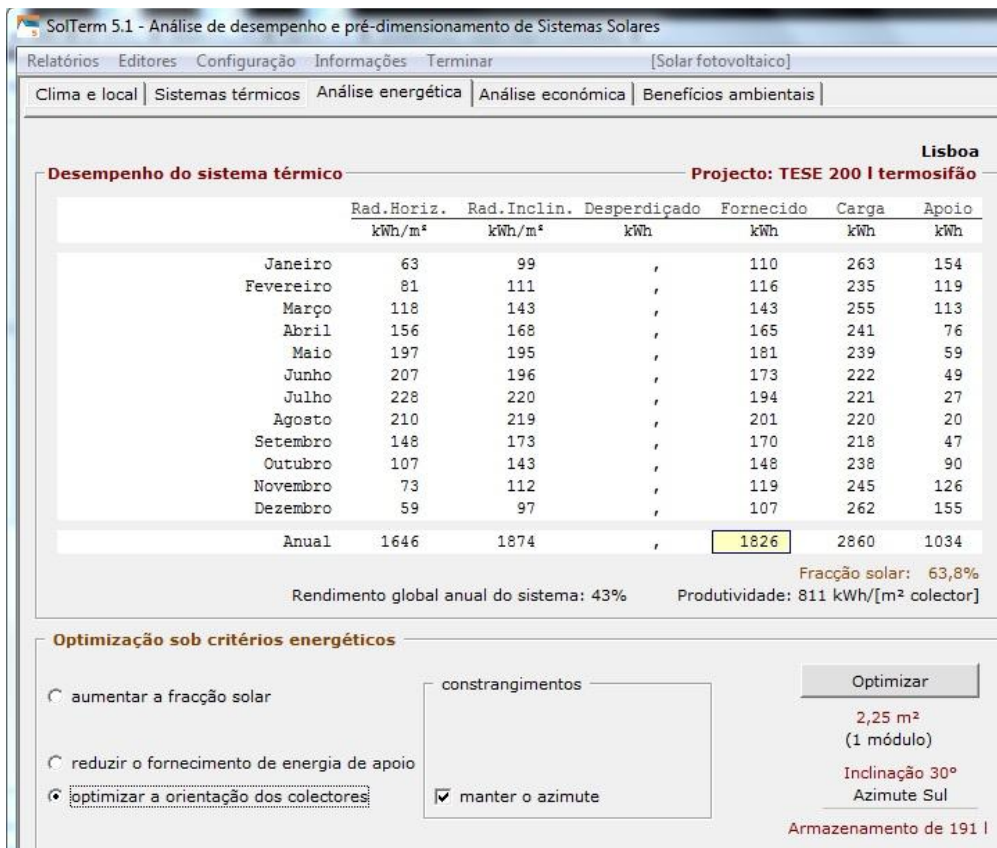 SolTerm 5.1 - Análise de desempenho e pré-dimensionamento de Sistemas Solares
Relatórios Editores Configuração Informações Terminar [Solar fotovoltaico]
Clima e local Sistemas térmicos Análise energética Análise económica Benefícios ambientais
Lisboa
Desempenho do sistema térmico Projecto: TESE 200 l termosifão
Rad.Horiz. Rad.Inclin. Desperdiçado Fornecido Carga Apoio
kWh/m² kWh/m² kWh kWh kWh kWh
Janeiro 63 99 , 110 263 154
Fevereiro 81 111 , 116 235 119
Março 118 143 , 143 255 113
Abril 156 168 , 165 241 76
Maio 197 195 , 181 239 59
Junho 207 196 , 173 222 49
Julho 228 220 , 194 221 27
Agosto 210 219 , 201 220 20
Setembro 148 173 , 170 218 47
Outubro 107 143 , 148 238 90
Novembro 73 112 , 119 245 126
Dezembro 59 97 , 107 262 155
Anual 1646 1874 , 1826 2860 1034
Fracção solar: 63,8%
Rendimento global anual do sistema: 43% Produtividade: 811 kWh/[m² colector]
Optimização sob critérios energéticos
aumentar a fracção solar
reduzir o fornecimento de energia de apoio
optimizar a orientação dos colectores
constrangimentos
manter o azimute
Optimizar
2,25 m²
(1 módulo)
Inclinação 30°
Azimute Sul
Armazenamento de 191 l